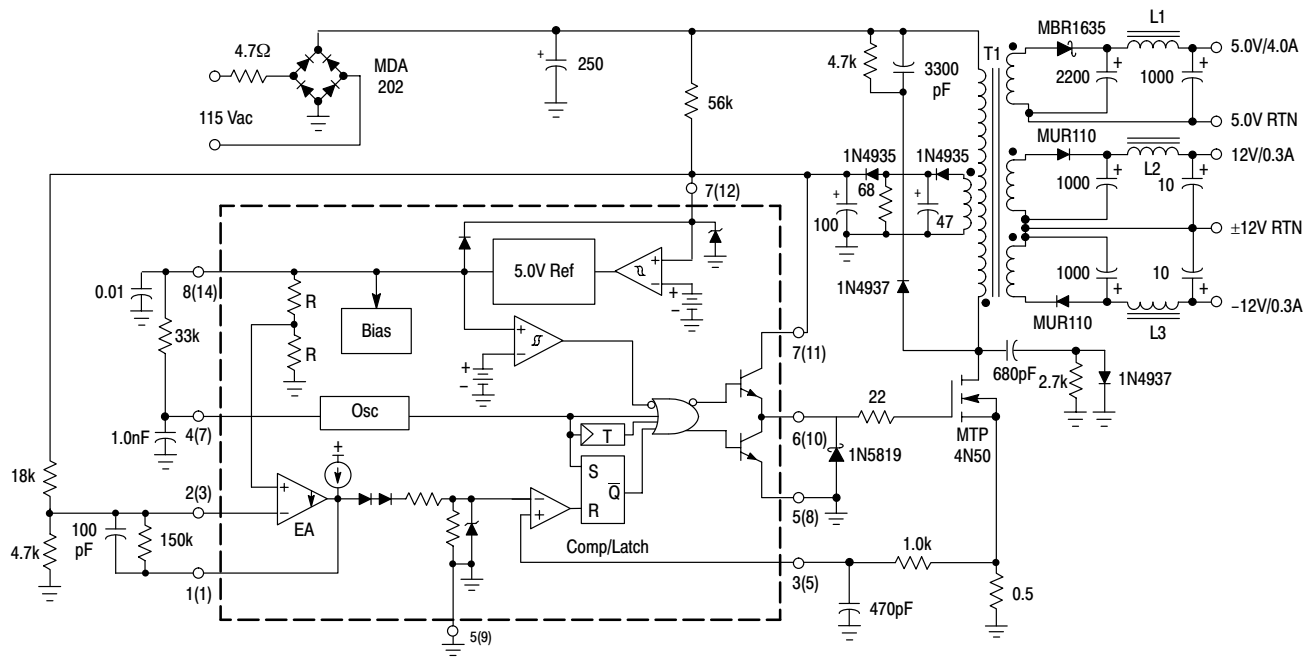 4.7Ω
MDA
202
115 Vac
+
250
56k
4.7k
3300
pF
T1
MBR1635
L1
5.0V/4.0A
+
2200
+
1000
5.0V RTN
MUR110
12V/0.3A
+
1000
L2
+
10
±12V RTN
1000
+
10
+
MUR110
L3
–12V/0.3A
1N4935
1N4935
68
+
100
+
47
7(12)
1N4937
0.01
8(14)
33k
R
R
Bias
5.0V Ref
+
–
+
–
+
–
+
–
7(11)
680pF
2.7k
1N4937
Osc
4(7)
1.0nF
T
S
Q
R
22
6(10)
1N5819
MTP
4N50
5(8)
18k
2(3)
+
–
EA
+
–
+
Comp/Latch
100
pF
150k
4.7k
1(1)
3(5)
1.0k
470pF
0.5
5(9)